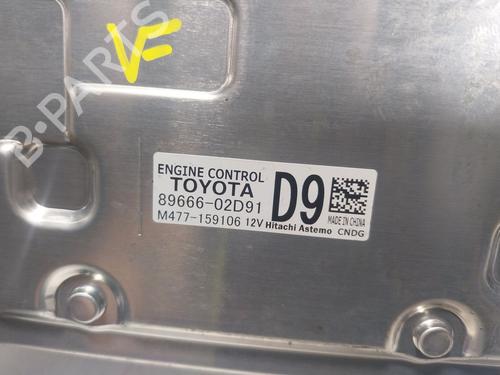 VF
B-PARTS
ENGINE CONTROL
TOYOTA
89666-02D91
D9
MADE IN CHINA
M477-159106 12V Hitachi Astemo CNDG